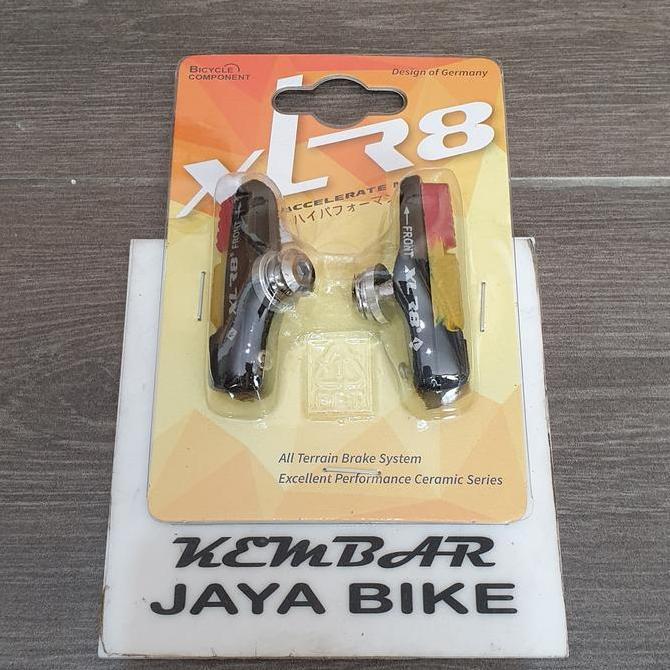 BICYCLE
COMPONENT
Design of Germany
XLR8
ACCELERATE
ハイパフォーマン
FRONT
XLR8
FRONT
XLR8
All Terrain Brake System
Excellent Performance Ceramic Series
KEMBAR
JAYA BIKE